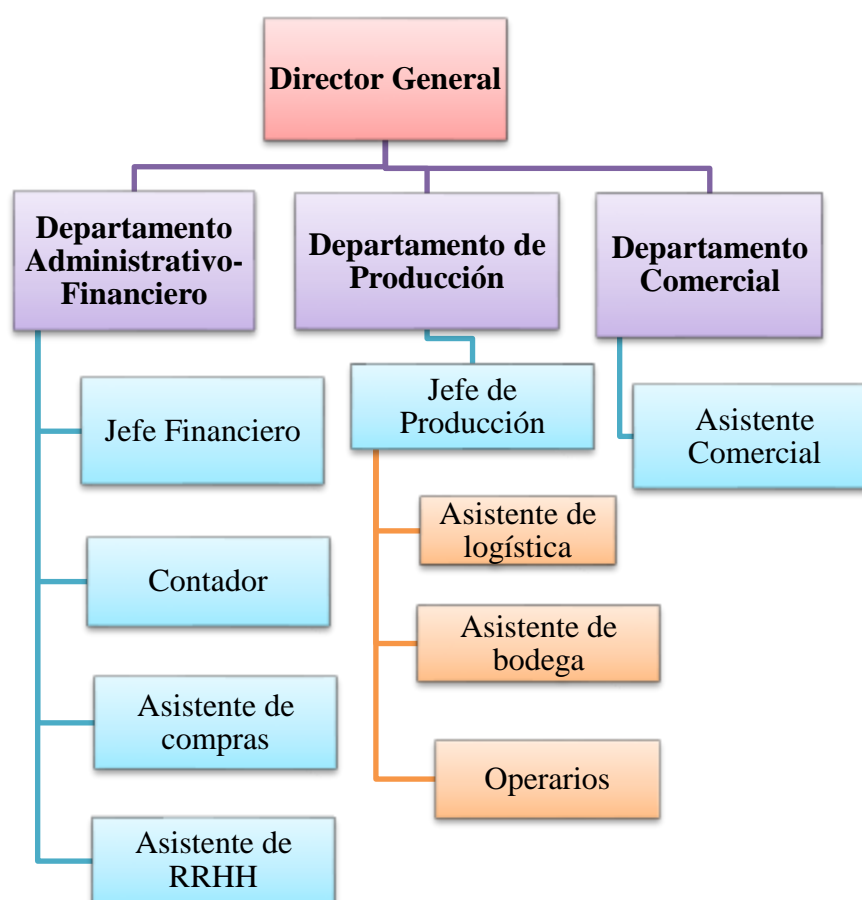 Director General
Departamento
Administrativo-
Financiero
Departamento de
Producción
Departamento
Comercial
Jefe Financiero
Contador
Asistente de
compras
Asistente de
RRHH
Jefe de
Producción
Asistente de
logística
Asistente de
bodega
Operarios
Asistente
Comercial